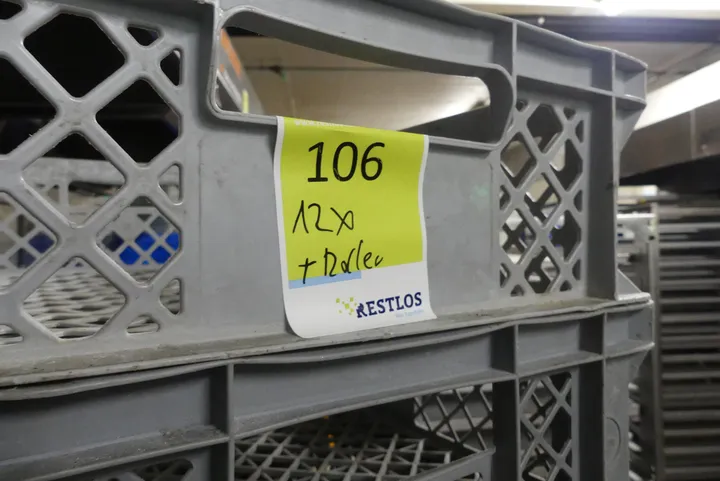 106
12x
+ Roller
RESTLOS